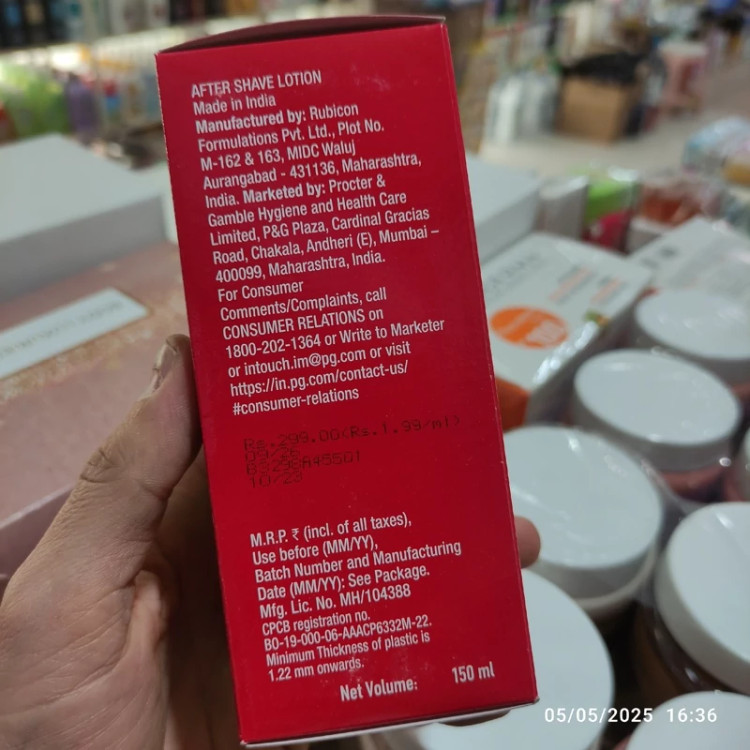 AFTER SHAVE LOTION
Made in India
Manufactured by: Rubicon
Formulations Pvt. Ltd., Plot No.
M-162 & 163, MIDC Waluj
Aurangabad - 431136, Maharashtra,
India. Marketed by: Procter &
Gamble Hygiene and Health Care
Limited, P&G Plaza, Cardinal Gracias
Road, Chakala, Andheri (E), Mumbai –
400099, Maharashtra, India.
For Consumer
Comments/Complaints, call
CONSUMER RELATIONS on
1800-202-1364 or Write to Marketer
or intouch.im@pg.com or visit
https://in.pg.com/contact-us/
#consumer-relations
Rs.299.00(Rs.1.99/ml)
10/23
M.R.P. ₹ (incl. of all taxes),
Use before (MM/YY),
Batch Number and Manufacturing
Date (MM/YY): See Package.
Mfg. Lic. No. MH/104388
CPCB registration no.
BO-19-000-06-AAACP6332M-22.
Minimum Thickness of plastic is
1.22 mm onwards.
Net Volume: 150 ml
05/05/2025 16:36